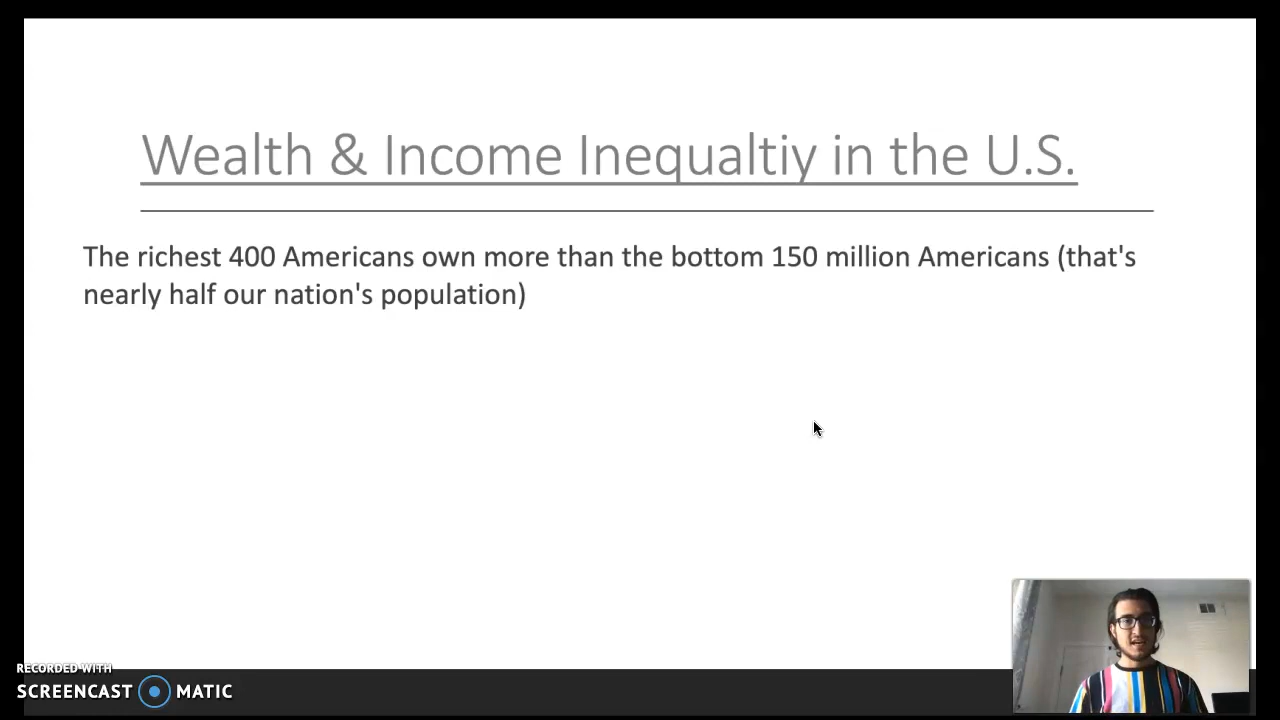 Wealth & Income Inequaltiy in the U.S.
The richest 400 Americans own more than the bottom 150 million Americans (that's
nearly half our nation's population)
RECORDED WITH
SCREENCAST MATIC